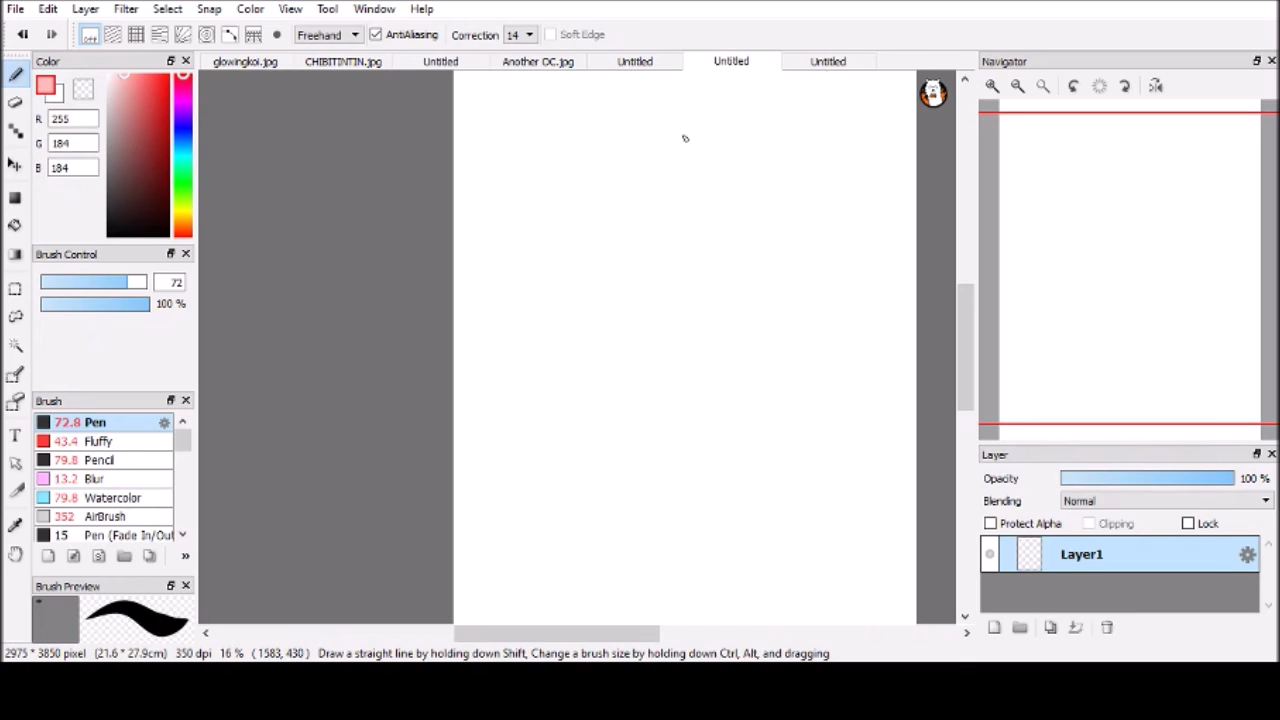 File Edit Layer Filter Select Snap Color View Tool Window Help
off Freehand AntiAliasing Correction 14 Soft Edge
Color glowingkoi.jpg CHIBITINTIN.jpg Untitled Another OC.jpg Untitled Untitled Untitled Navigator
R 255
G 184
B 184
Brush Control
72
100 %
Brush
72.8 Pen
43.4 Fluffy
79.8 Pencil
13.2 Blur
79.8 Watercolor
352 AirBrush
15 Pen (Fade In/Out
Brush Preview
Layer
Opacity 100 %
Blending Normal
Protect Alpha Clipping Lock
Layer1
2975 * 3850 pixel (21.6 * 27.9cm) 350 dpi 16 % ( 1583, 430 ) Draw a straight line by holding down Shift, Change a brush size by holding down Ctrl, Alt, and dragging